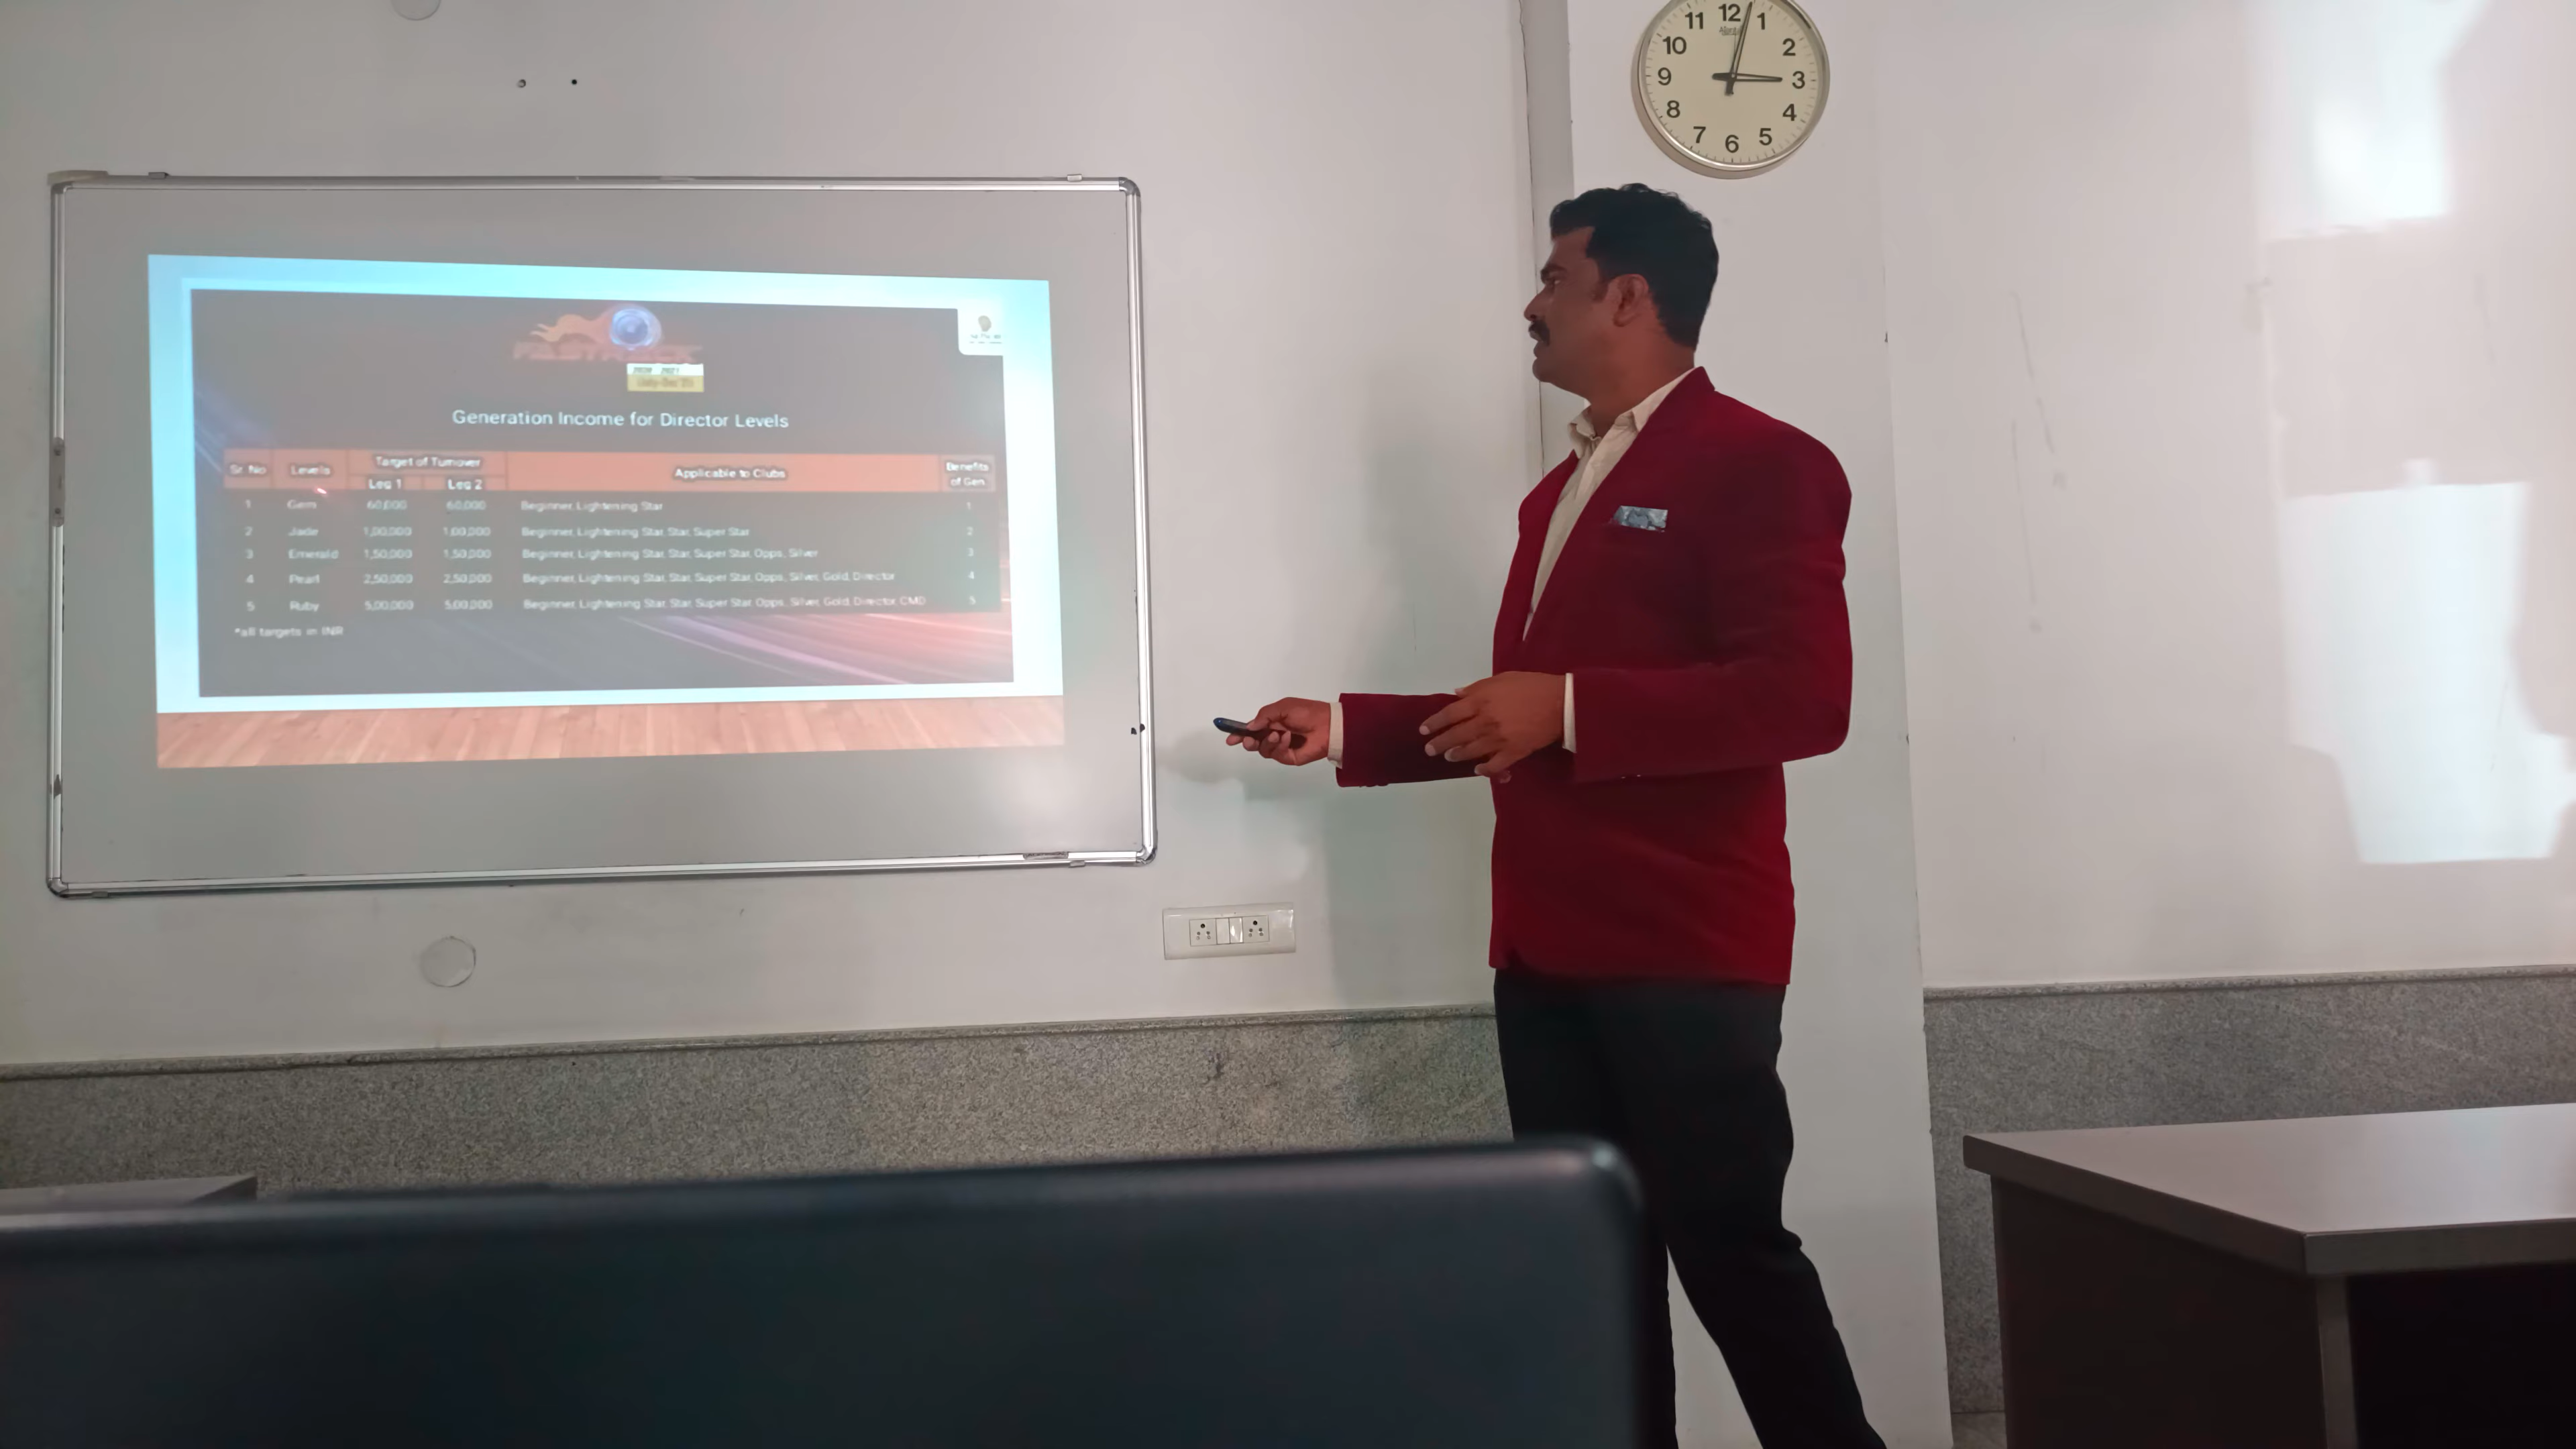 2020 2021
Generation Income for Director Levels
Sr. No Levels Target of Turnover Applicable to Clubs Benefits of Gen.
Leg 1 Leg 2
1 Gem 60,000 60,000 Beginner, Lightening Star 1
2 Jade 1,00,000 1,00,000 Beginner, Lightening Star, Star, Super Star 2
3 Emerald 1,50,000 1,50,000 Beginner, Lightening Star, Star, Super Star, Opps, Silver 3
4 Pearl 2,50,000 2,50,000 Beginner, Lightening Star, Star, Super Star, Opps, Silver, Gold, Director 4
5 Ruby 5,00,000 5,00,000 Beginner, Lightening Star, Star, Super Star, Opps, Silver, Gold, Director, CMD 5
*all targets in INR
12
1
2
3
4
5
6
7
8
9
10
11